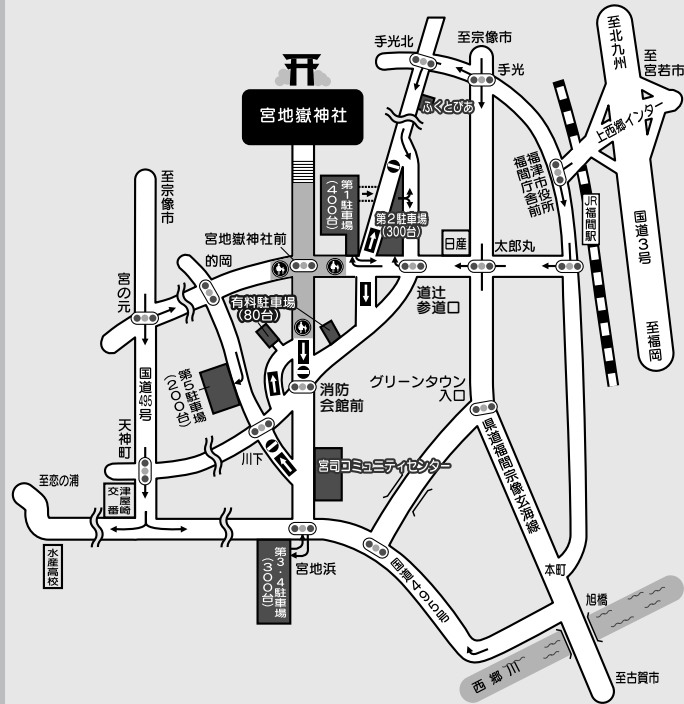 至北九州
至宮若市
手光北
至宗像市
手光
ふくとぴあ
上西郷インター
宮地嶽神社
福津市役所
福間庁舎前
至宗像市
第1駐車場
(400台)
第2駐車場
(300台)
JR福間駅
国道3号
宮地嶽神社前
日産
太郎丸
的岡
宮の元
道辻
参道口
有料駐車場
(80台)
至福岡
国道495号
第5駐車場
(200台)
消防
会館前
グリーンタウン
入口
天神町
川下
宮司コミュニティセンター
県道福間宗像玄海線
至恋の浦
津屋崎
交番
水産高校
第3・4駐車場
(300台)
宮地浜
国道495号
本町
旭橋
西郷川
至古賀市